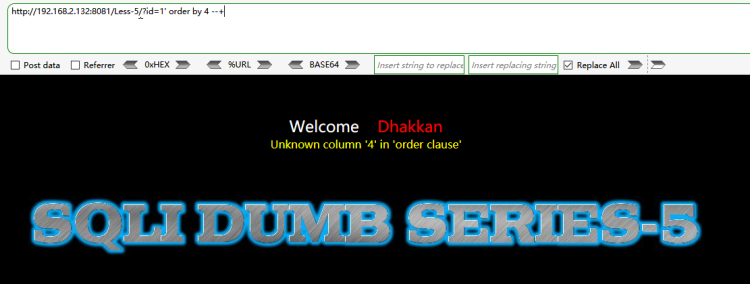 http://192.168.2.132:8081/Less-5/?id=1' order by 4 --+
Post data Referrer 0xHEX %URL BASE64 Insert string to replace Insert replacing string Replace All
Welcome Dhakkan
Unknown column '4' in 'order clause'
SQLI DUMB SERIES-5